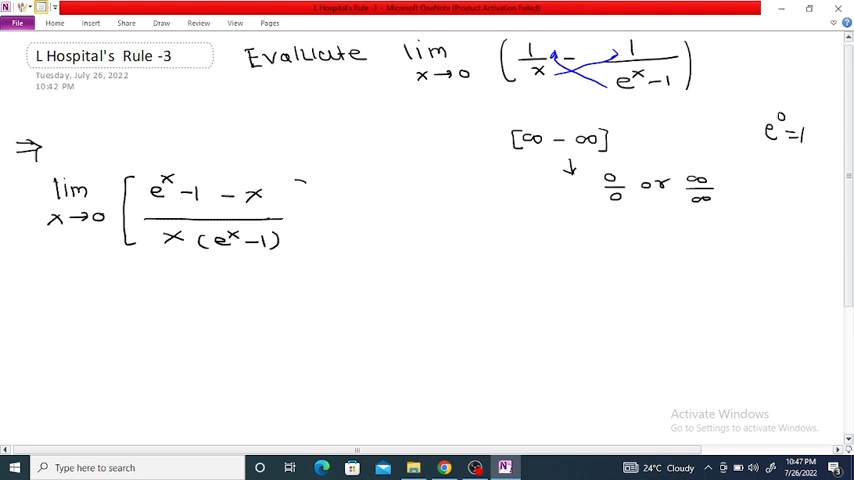 L Hospital's Rule -3 - Microsoft OneNote (Product Activation Failed)
File Home Insert Share Draw History Review View Pages
L Hospital's Rule -3
Tuesday, July 26, 2022
10:42 PM
Evaluate lim x→0 ( 1/x - 1/(e^x -1) )
[∞ - ∞]
e^0 =1
↓
0/0 or ∞/∞
⇒
lim x→0 [ (e^x -1 - x) / (x (e^x -1))
Activate Windows
Go to Settings to activate Windows.
Type here to search
24°C Cloudy
10:47 PM
7/26/2022
3